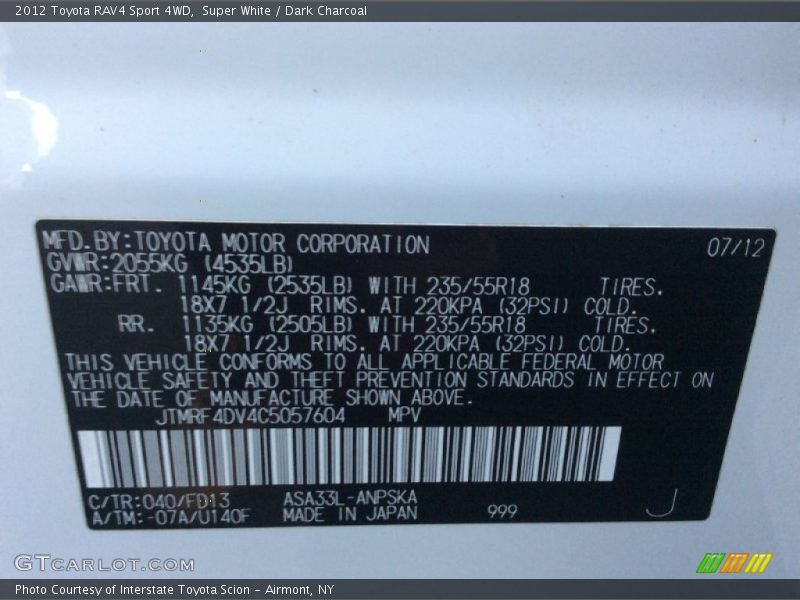 2012 Toyota RAV4 Sport 4WD,  Super White / Dark Charcoal
MFD.BY:TOYOTA MOTOR CORPORATION 07/12
GVWR:2055KG (4535LB)
GAWR:FRT. 1145KG (2535LB) WITH 235/55R18 TIRES.
18X7 1/2J RIMS. AT 220KPA (32PSI) COLD.
RR. 1135KG (2505LB) WITH 235/55R18 TIRES.
18X7 1/2J RIMS. AT 220KPA (32PSI) COLD.
THIS VEHICLE CONFORMS TO ALL APPLICABLE FEDERAL MOTOR
VEHICLE SAFETY AND THEFT PREVENTION STANDARDS IN EFFECT ON
THE DATE OF MANUFACTURE SHOWN ABOVE.
JTMRF4DV4C5057604 MPV
C/TR:040/FD13 ASA33L-ANPSKA
A/TM:-07A/U140F MADE IN JAPAN 999 J
GTCarLot.com
Photo Courtesy of Interstate Toyota Scion - Airmont, NY